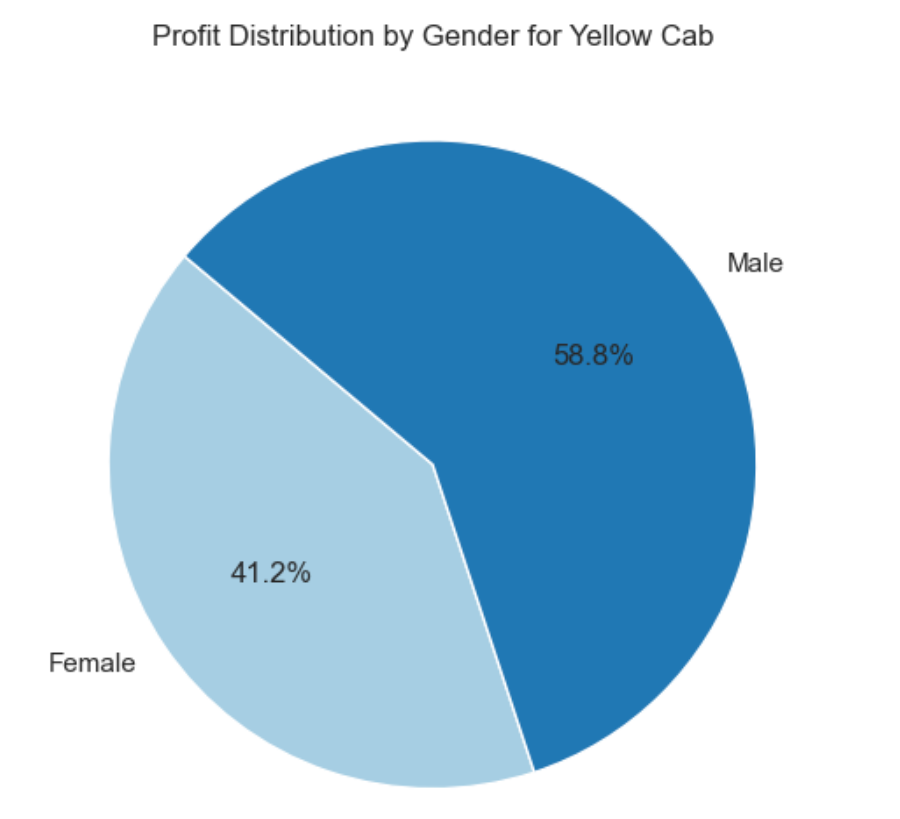 Profit Distribution by Gender for Yellow Cab
Male
58.8%
41.2%
Female